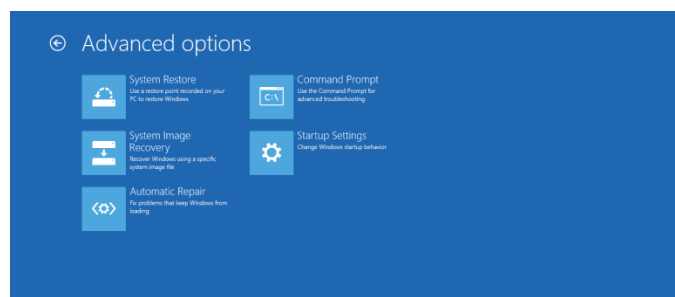 Advanced options
System Restore
Use a restore point recorded on your
PC to restore Windows
System Image
Recovery
Recover Windows using a specific
system image file
Automatic Repair
Fix problems that keep Windows from
loading
C:\
Command Prompt
Use the Command Prompt for
advanced troubleshooting
Startup Settings
Change Windows startup behavior